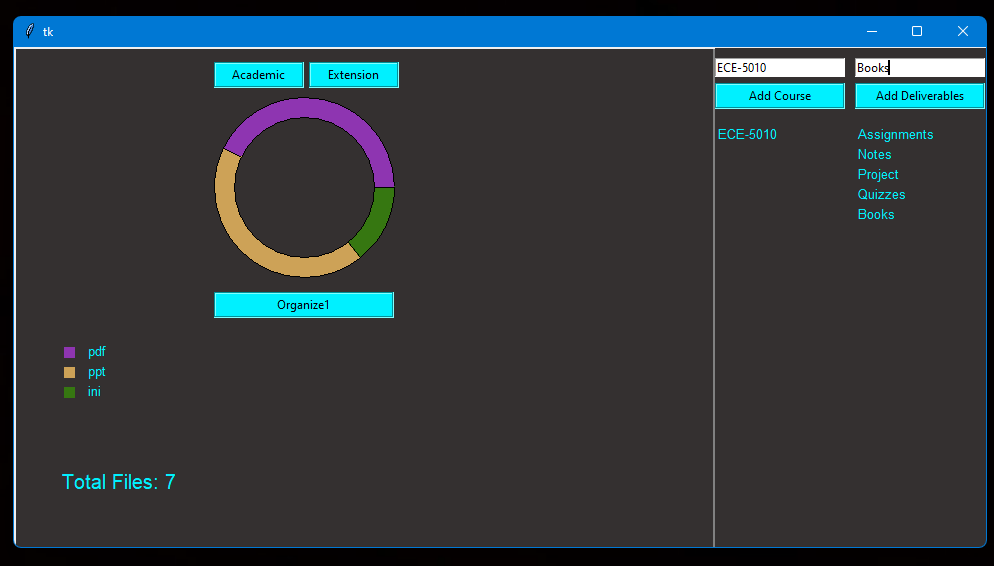 tk
Academic Extension
Organize1
pdf
ppt
ini
Total Files: 7
ECE-5010 Books
Add Course Add Deliverables
ECE-5010
Assignments
Notes
Project
Quizzes
Books